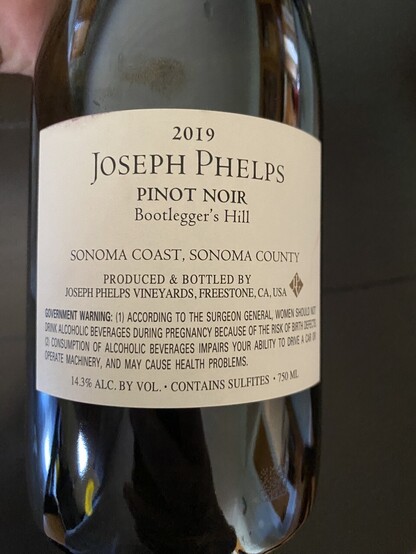 2019
JOSEPH PHELPS
PINOT NOIR
Bootlegger's Hill
SONOMA COAST, SONOMA COUNTY
PRODUCED & BOTTLED BY
JOSEPH PHELPS VINEYARDS, FREESTONE, CA, USA
GOVERNMENT WARNING: (1) ACCORDING TO THE SURGEON GENERAL, WOMEN SHOULD NOT
DRINK ALCOHOLIC BEVERAGES DURING PREGNANCY BECAUSE OF THE RISK OF BIRTH DEFECTS.
(2) CONSUMPTION OF ALCOHOLIC BEVERAGES IMPAIRS YOUR ABILITY TO DRIVE A CAR OR
OPERATE MACHINERY, AND MAY CAUSE HEALTH PROBLEMS.
14.3% ALC. BY VOL. • CONTAINS SULFITES • 750 ML